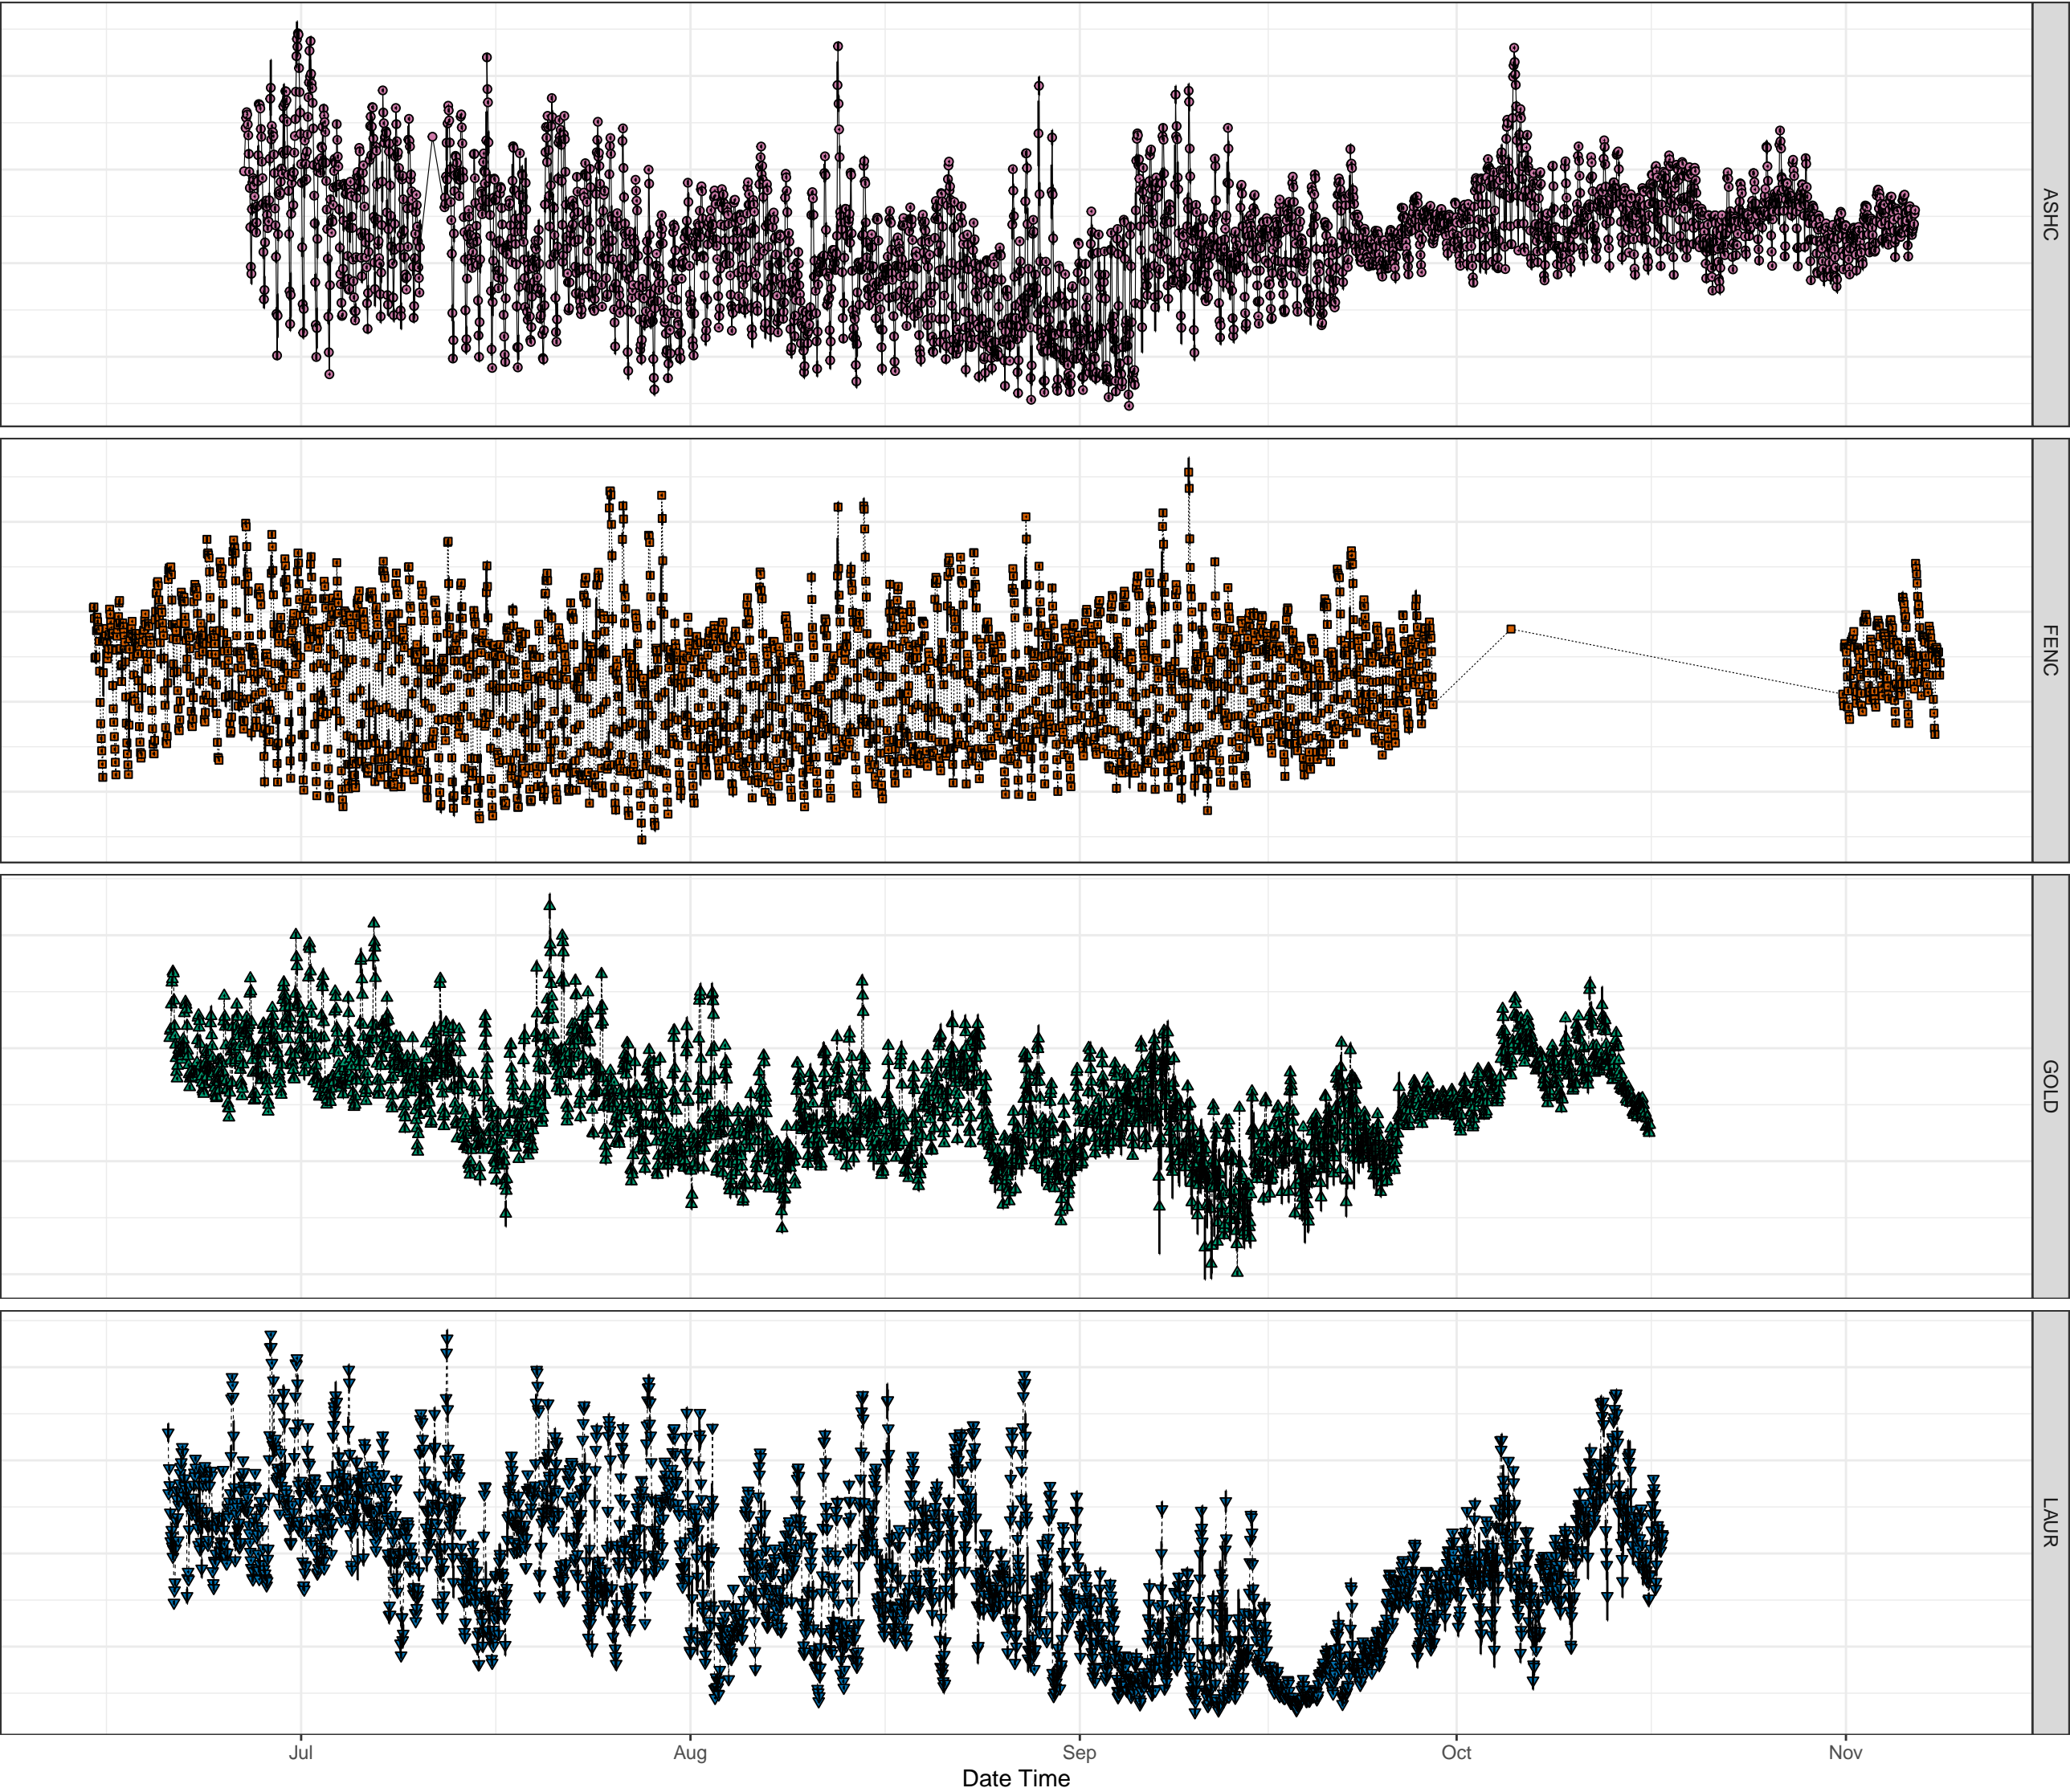 ASHC
FENC
GOLD
LAUR
Jul Aug Sep Oct Nov
Date Time